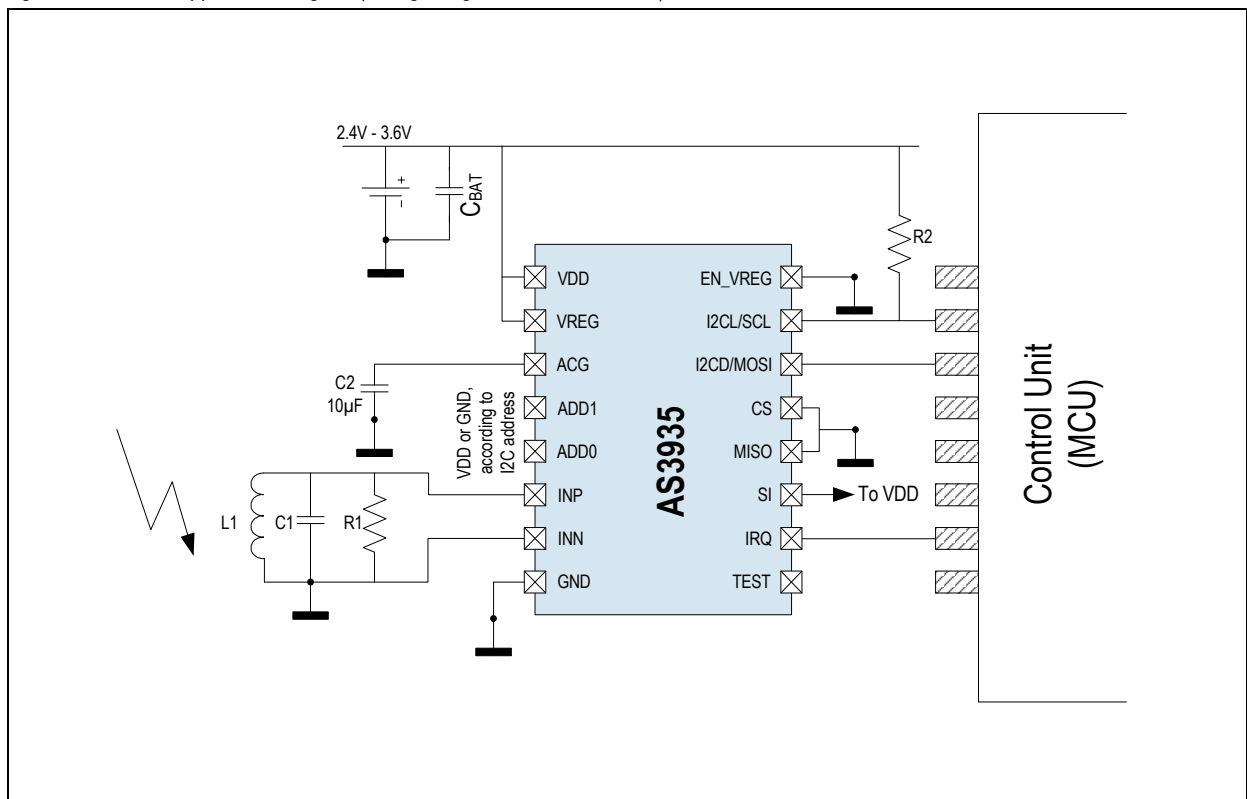 2.4V - 3.6V
+
-
CBAT
R2
VDD
VREG
ACG
ADD1
ADD0
INP
INN
GND
AS3935
EN_VREG
I2CL/SCL
I2CD/MOSI
CS
MISO
SI
IRQ
TEST
C2
10µF
VDD or GND,
according to
I2C address
L1
C1
R1
To VDD
Control Unit
(MCU)